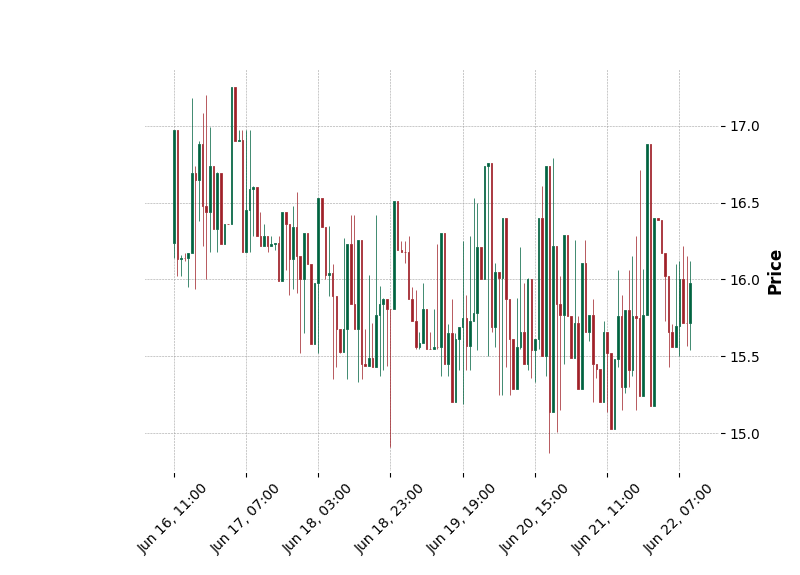 17.0
16.5
16.0
15.5
15.0
Price
Jun 16, 11:00
Jun 17, 07:00
Jun 18, 03:00
Jun 18, 23:00
Jun 19, 19:00
Jun 20, 15:00
Jun 21, 11:00
Jun 22, 07:00